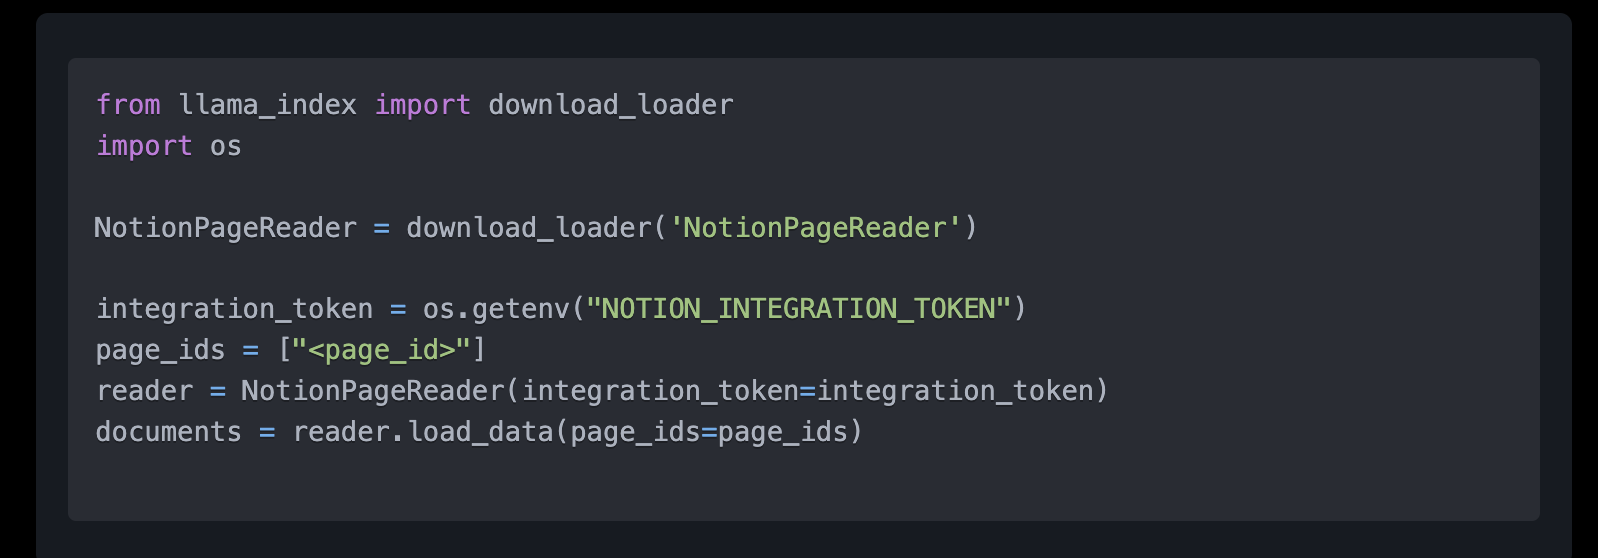 from llama_index import download_loader
import os
NotionPageReader = download_loader('NotionPageReader')
integration_token = os.getenv("NOTION_INTEGRATION_TOKEN")
page_ids = ["<page_id>"]
reader = NotionPageReader(integration_token=integration_token)
documents = reader.load_data(page_ids=page_ids)